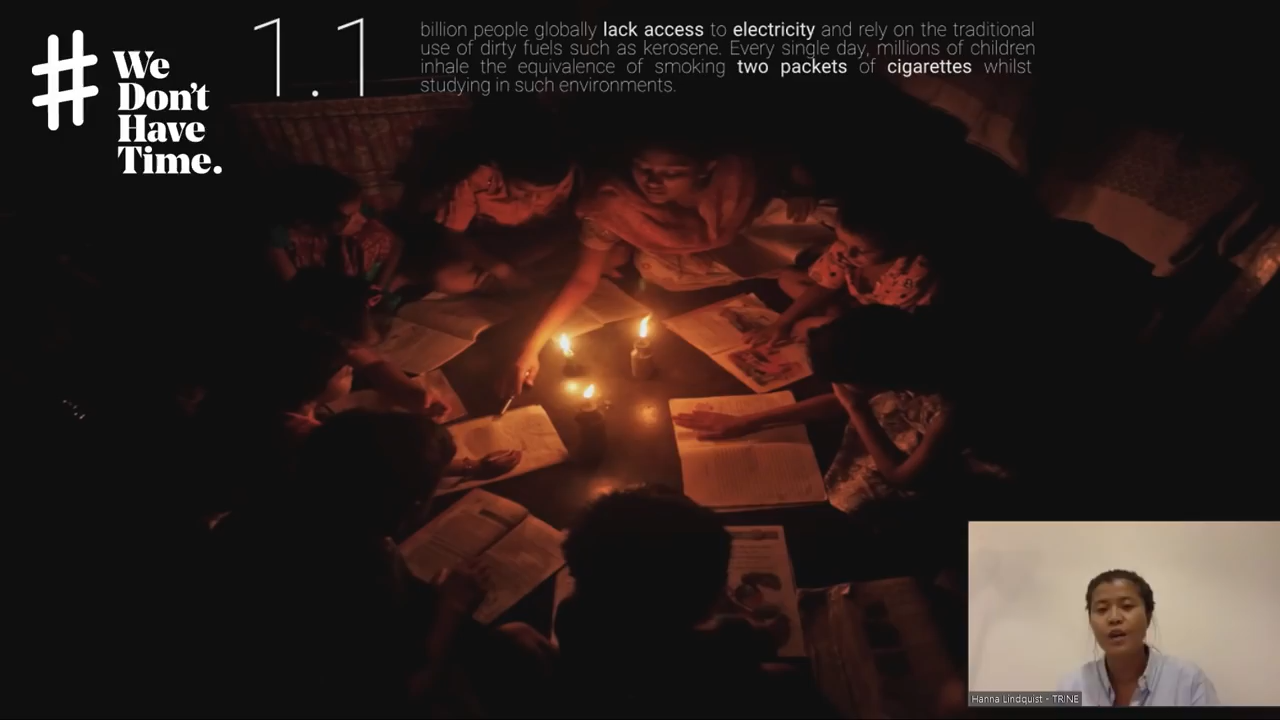 #
We
Don't
Have
Time.
1.1
billion people globally lack access to electricity and rely on the traditional
use of dirty fuels such as kerosene. Every single day, millions of children
inhale the equivalence of smoking two packets of cigarettes whilst
studying in such environments.
Hanna Lindquist - TRINE